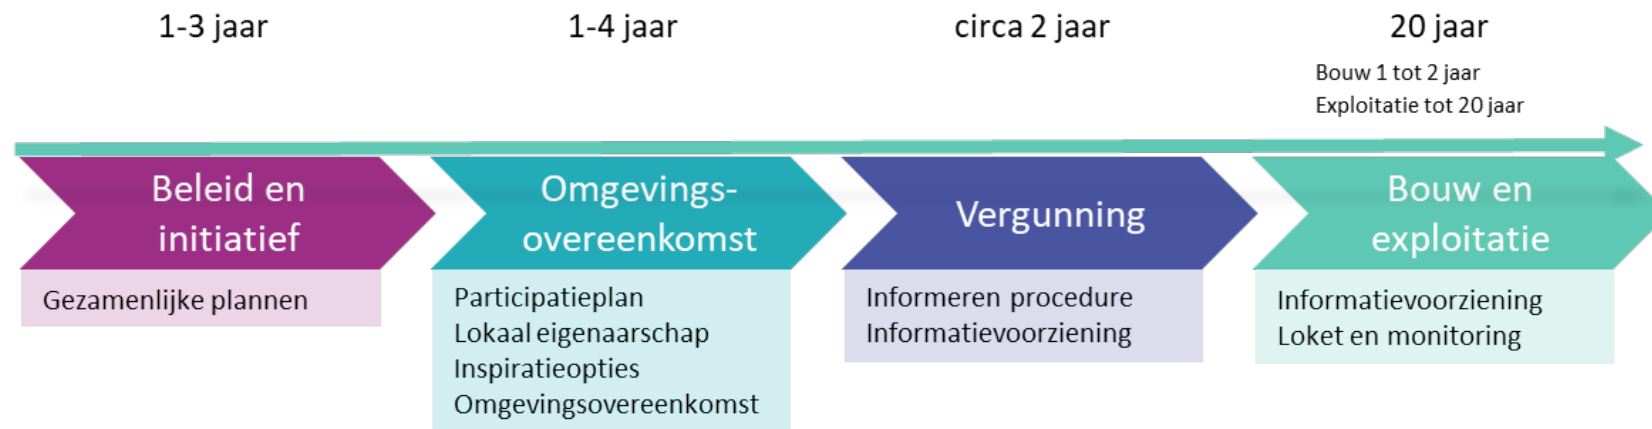 1-3 jaar
1-4 jaar
circa 2 jaar
20 jaar
Bouw 1 tot 2 jaar
Exploitatie tot 20 jaar
Beleid en
initiatief
Omgevings-
overeenkomst
Vergunning
Bouw en
exploitatie
Gezamenlijke plannen
Participatieplan
Lokaal eigenaarschap
Inspiratieopties
Omgevingsovereenkomst
Informeren procedure
Informatievoorziening
Informatievoorziening
Loket en monitoring